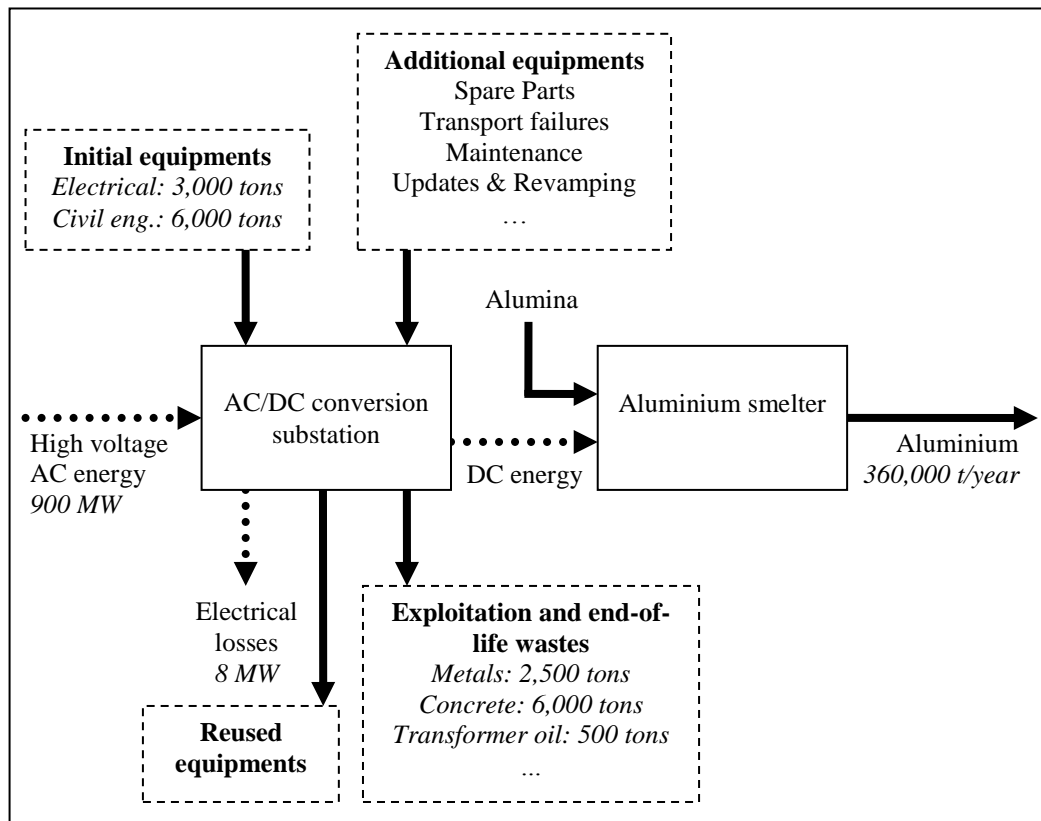 Additional equipments
Spare Parts
Transport failures
Maintenance
Updates & Revamping
…
Initial equipments
Electrical: 3,000 tons
Civil eng.: 6,000 tons
Alumina
AC/DC conversion
substation
Aluminium smelter
High voltage
AC energy
900 MW
DC energy
Aluminium
360,000 t/year
Electrical
losses
8 MW
Exploitation and end-of-
life wastes
Metals: 2,500 tons
Concrete: 6,000 tons
Transformer oil: 500 tons
...
Reused
equipments